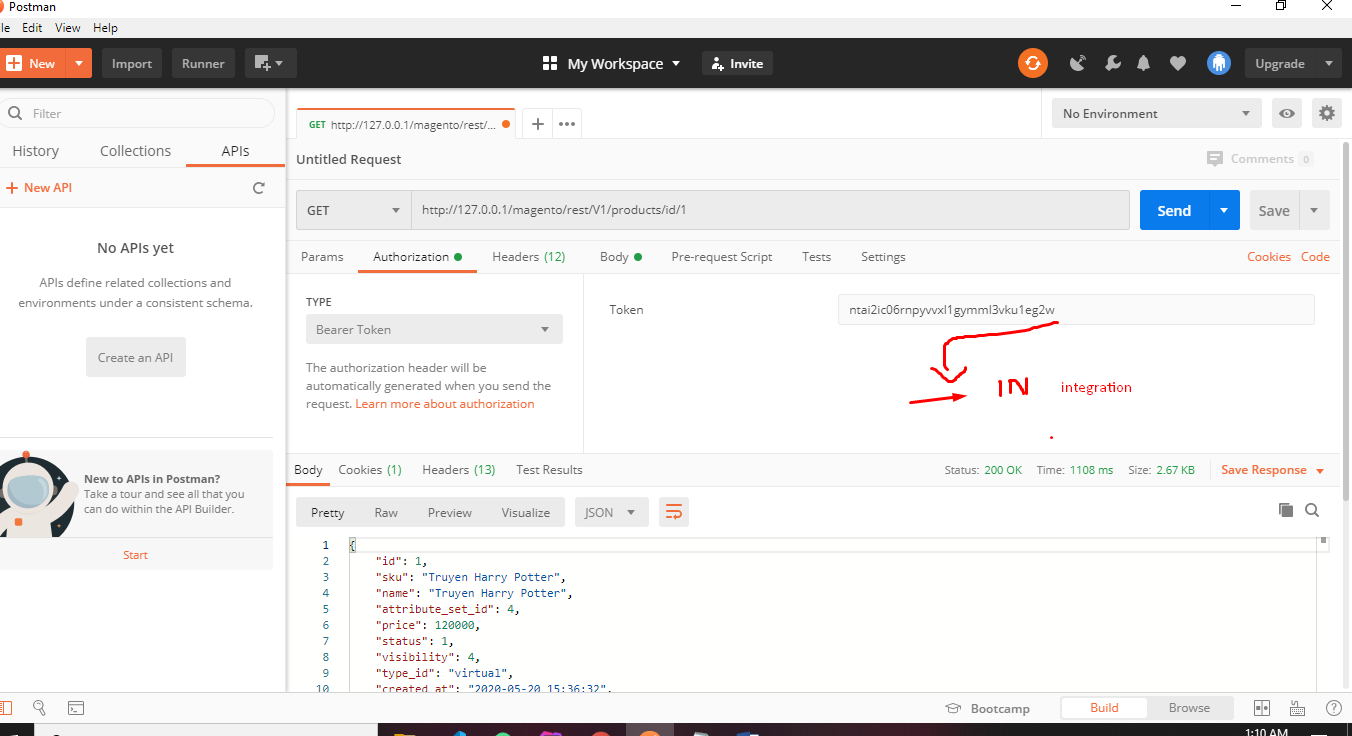 Postman
le Edit View Help
New Import Runner My Workspace Invite Upgrade
Filter
History Collections APIs
New API
No APIs yet
APIs define related collections and
environments under a consistent schema.
Create an API
New to APIs in Postman?
Take a tour and see all that you
can do within the API Builder.
Start
GET http://127.0.0.1/magento/rest/...
No Environment
Untitled Request
Comments 0
GET http://127.0.0.1/magento/rest/V1/products/id/1 Send Save
Params Authorization Headers (12) Body Pre-request Script Tests Settings Cookies Code
TYPE
Bearer Token
The authorization header will be
automatically generated when you send the
request. Learn more about authorization
Token ntai2ic06rnpyvvxl1gymml3vku1eg2w
IN integration
Body Cookies (1) Headers (13) Test Results Status: 200 OK Time: 1108 ms Size: 2.67 KB Save Response
Pretty Raw Preview Visualize JSON
1 {
2 "id": 1,
3 "sku": "Truyen Harry Potter",
4 "name": "Truyen Harry Potter",
5 "attribute_set_id": 4,
6 "price": 120000,
7 "status": 1,
8 "visibility": 4,
9 "type_id": "virtual",
10 "created_at": "2020-05-20 15:36:32",
Bootcamp Build Browse
1:10 AM